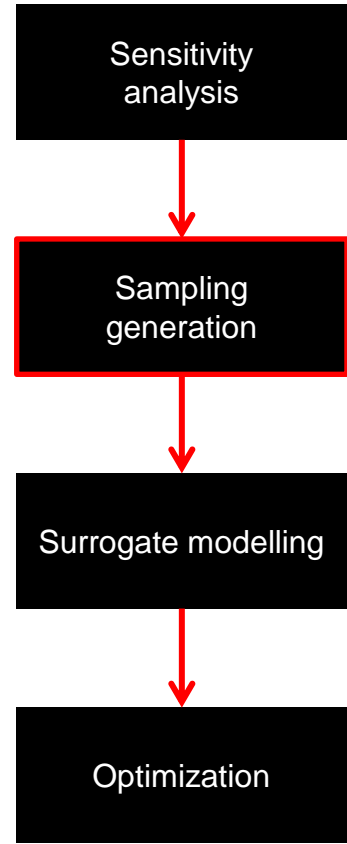 Sensitivity
analysis
Sampling
generation
Surrogate modelling
Optimization